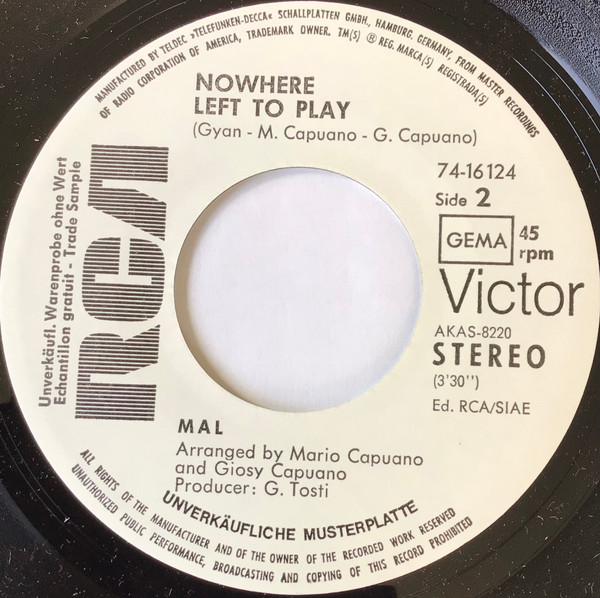 MANUFACTURED BY TELDEC »TELEFUNKEN-DECCA« SCHALLPLATTEN GMBH, HAMBURG, GERMANY, FROM MASTER RECORDINGS
OF RADIO CORPORATION OF AMERICA, TRADEMARK OWNER. TM(S) ® REG. MARCA(S) REGISTRADA(S)
NOWHERE
LEFT TO PLAY
(Gyan - M. Capuano - G. Capuano)
Unverkäufl. Warenprobe ohne Wert
Echantillon gratuit - Trade Sample
RCA
74-16124
Side 2
GEMA
45
rpm
Victor
AKAS-8220
STEREO
(3'30")
Ed. RCA/SIAE
MAL
Arranged by Mario Capuano
and Giosy Capuano
Producer: G. Tosti
UNVERKÄUFLICHE MUSTERPLATTE
ALL RIGHTS OF THE MANUFACTURER AND OF THE OWNER OF THE RECORDED WORK RESERVED
UNAUTHORIZED PUBLIC PERFORMANCE, BROADCASTING AND COPYING OF THIS RECORD PROHIBITED